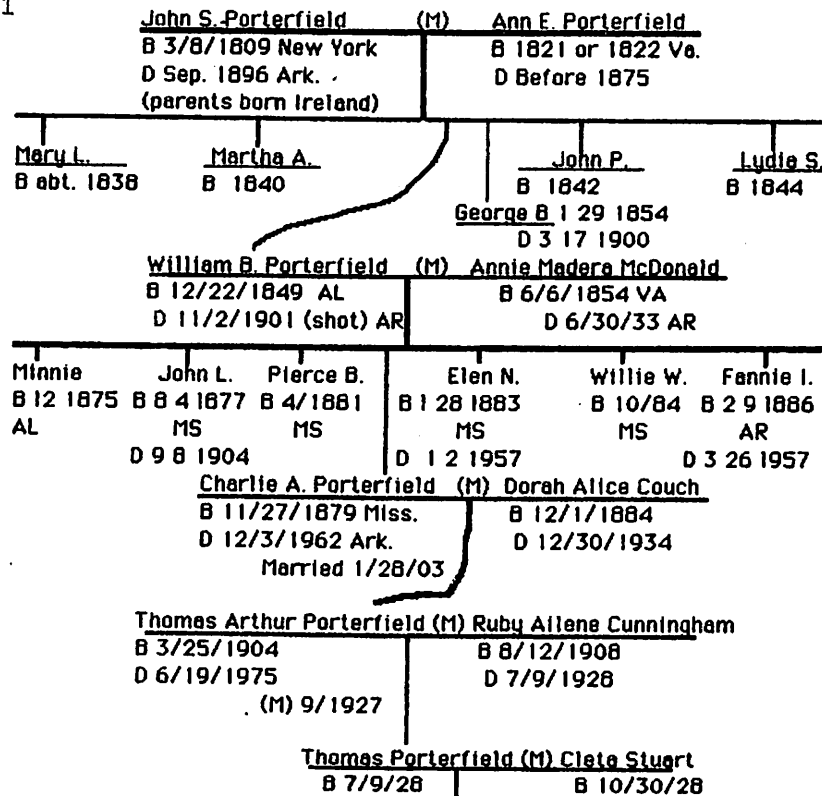 1
John S. Porterfield (M) Ann E. Porterfield
B 3/8/1809 New York B 1821 or 1822 Va.
D Sep. 1896 Ark. D Before 1875
(parents born Ireland)
Mary L. Martha A. John P. Lydia S.
B abt. 1838 B 1840 B 1842 B 1844
George B 1 29 1854
D 3 17 1900
William B. Porterfield (M) Annie Madera McDonald
B 12/22/1849 AL B 6/6/1854 VA
D 11/2/1901 (shot) AR D 6/30/33 AR
Minnie John L. Pierce B. Elen N. Willie W. Fannie I.
B 12 1875 B 8 4 1877 B 4/1881 B 1 28 1883 B 10/84 B 2 9 1886
AL MS MS MS MS AR
D 9 8 1904 D 1 2 1957 D 3 26 1957
Charlie A. Porterfield (M) Dorah Alice Couch
B 11/27/1879 Miss. B 12/1/1884
D 12/3/1962 Ark. D 12/30/1934
Married 1/28/03
Thomas Arthur Porterfield (M) Ruby Ailene Cunningham
B 3/25/1904 B 8/12/1908
D 6/19/1975 D 7/9/1928
(M) 9/1927
Thomas Porterfield (M) Cleta Stuart
B 7/9/28 B 10/30/28